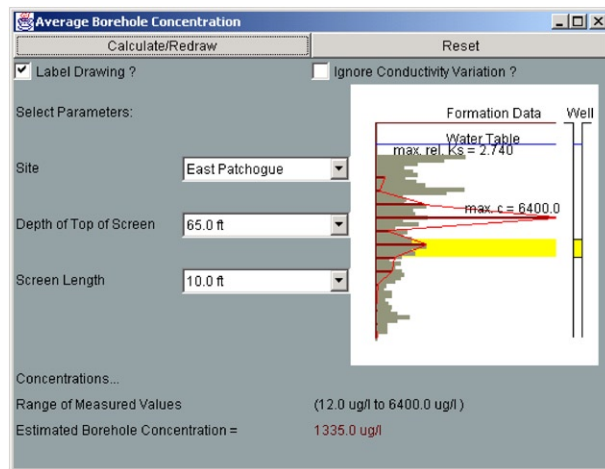 Average Borehole Concentration
Calculate/Redraw Reset
Label Drawing ? Ignore Conductivity Variation ?
Select Parameters:
Formation Data Well
Water Table
max. rel. Ks = 2.740
Site East Patchogue
max. c = 6400.0
Depth of Top of Screen 65.0 ft
Screen Length 10.0 ft
Concentrations...
Range of Measured Values (12.0 ug/l to 6400.0 ug/l )
Estimated Borehole Concentration = 1335.0 ug/l